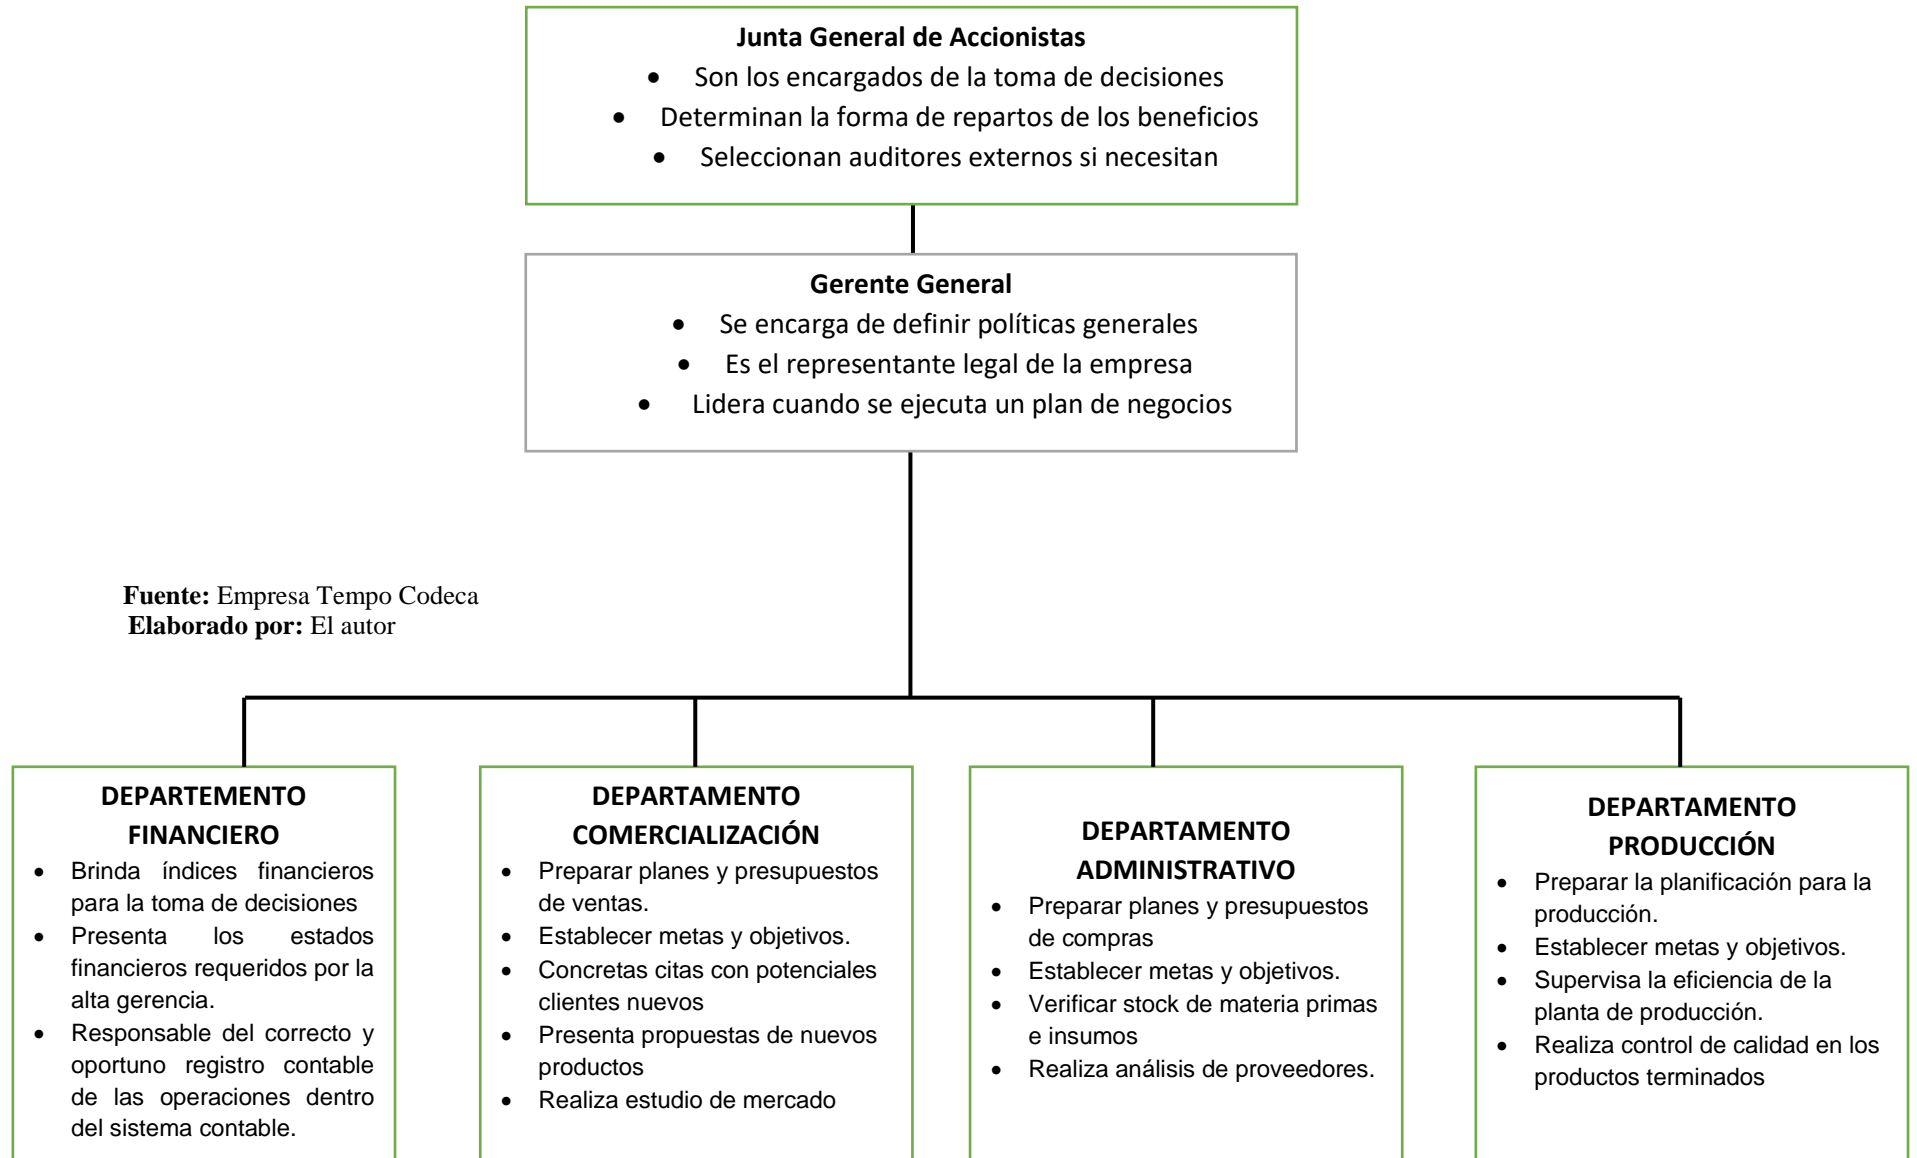 Junta General de Accionistas
• Son los encargados de la toma de decisiones
• Determinan la forma de repartos de los beneficios
• Seleccionan auditores externos si necesitan
Gerente General
• Se encarga de definir políticas generales
• Es el representante legal de la empresa
• Lidera cuando se ejecuta un plan de negocios
Fuente: Empresa Tempo Codeca
Elaborado por: El autor
DEPARTEMENTO
FINANCIERO
• Brinda índices financieros
para la toma de decisiones
• Presenta los estados
financieros requeridos por la
alta gerencia.
• Responsable del correcto y
oportuno registro contable
de las operaciones dentro
del sistema contable.
DEPARTAMENTO
COMERCIALIZACIÓN
• Preparar planes y presupuestos
de ventas.
• Establecer metas y objetivos.
• Concretas citas con potenciales
clientes nuevos
• Presenta propuestas de nuevos
productos
• Realiza estudio de mercado
DEPARTAMENTO
ADMINISTRATIVO
• Preparar planes y presupuestos
de compras
• Establecer metas y objetivos.
• Verificar stock de materia primas
e insumos
• Realiza análisis de proveedores.
DEPARTAMENTO
PRODUCCIÓN
• Preparar la planificación para la
producción.
• Establecer metas y objetivos.
• Supervisa la eficiencia de la
planta de producción.
• Realiza control de calidad en los
productos terminados